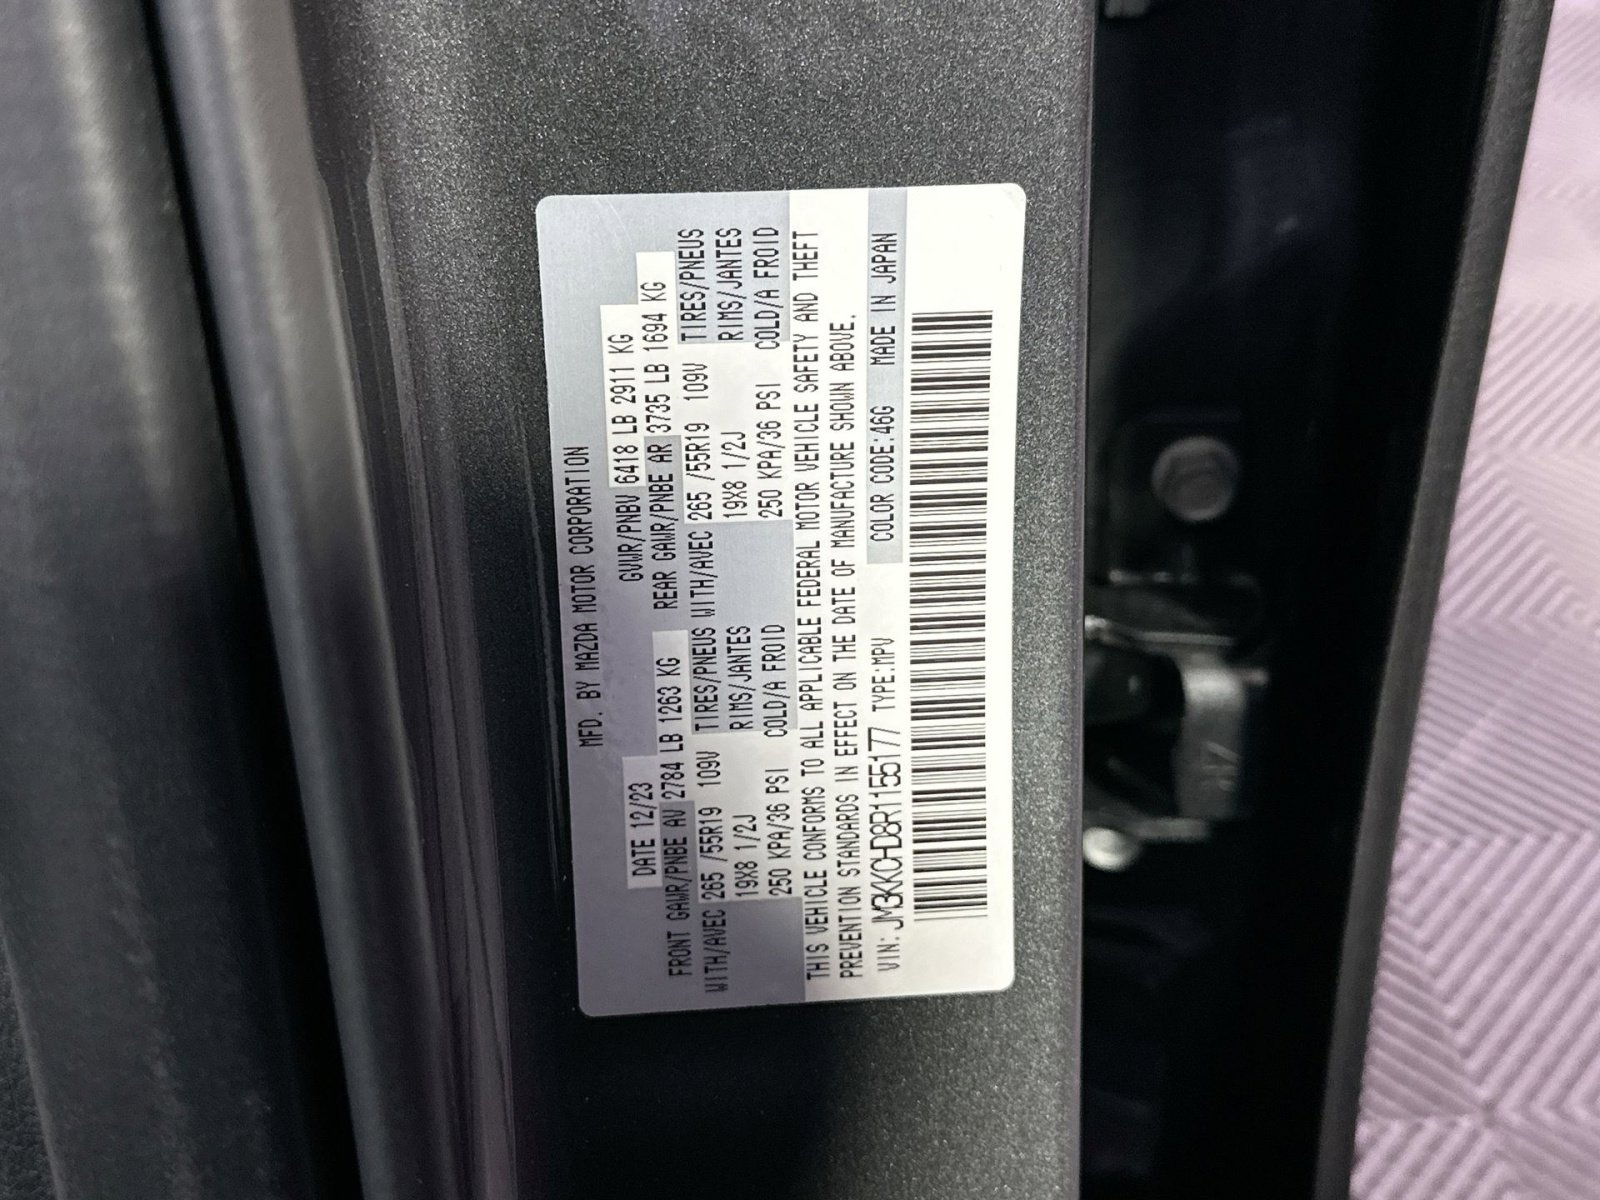 MFD. BY MAZDA MOTOR CORPORATION
DATE 12/23 GVWR/PNBV 6418 LB 2911 KG
FRONT GAWR/PNBE AV 2784 LB 1263 KG REAR GAWR/PNBE AR 3735 LB 1694 KG
WITH/AVEC 265 /55R19 109V TIRES/PNEUS WITH/AVEC 265 /55R19 109V TIRES/PNEUS
19X8 1/2J RIMS/JANTES 19X8 1/2J RIMS/JANTES
250 KPA/36 PSI COLD/A FROID 250 KPA/36 PSI COLD/A FROID
THIS VEHICLE CONFORMS TO ALL APPLICABLE FEDERAL MOTOR VEHICLE SAFETY AND THEFT
PREVENTION STANDARDS IN EFFECT ON THE DATE OF MANUFACTURE SHOWN ABOVE.
VIN: JM3KKCHD8R1155177 TYPE:MPV COLOR CODE:46G MADE IN JAPAN